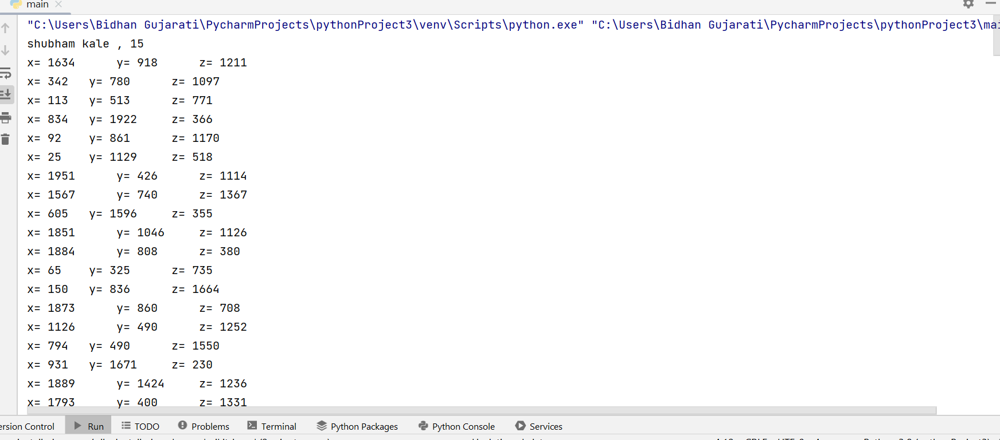 main
"C:\Users\Bidhan Gujarati\PycharmProjects\pythonProject3\venv\Scripts\python.exe" "C:\Users\Bidhan Gujarati\PycharmProjects\pythonProject3\mai
shubham kale , 15
x= 1634 y= 918 z= 1211
x= 342 y= 780 z= 1097
x= 113 y= 513 z= 771
x= 834 y= 1922 z= 366
x= 92 y= 861 z= 1170
x= 25 y= 1129 z= 518
x= 1951 y= 426 z= 1114
x= 1567 y= 740 z= 1367
x= 605 y= 1596 z= 355
x= 1851 y= 1046 z= 1126
x= 1884 y= 808 z= 380
x= 65 y= 325 z= 735
x= 150 y= 836 z= 1664
x= 1873 y= 860 z= 708
x= 1126 y= 490 z= 1252
x= 794 y= 490 z= 1550
x= 931 y= 1671 z= 230
x= 1889 y= 1424 z= 1236
x= 1793 y= 400 z= 1331
ersion Control Run TODO Problems Terminal Python Packages Python Console Services